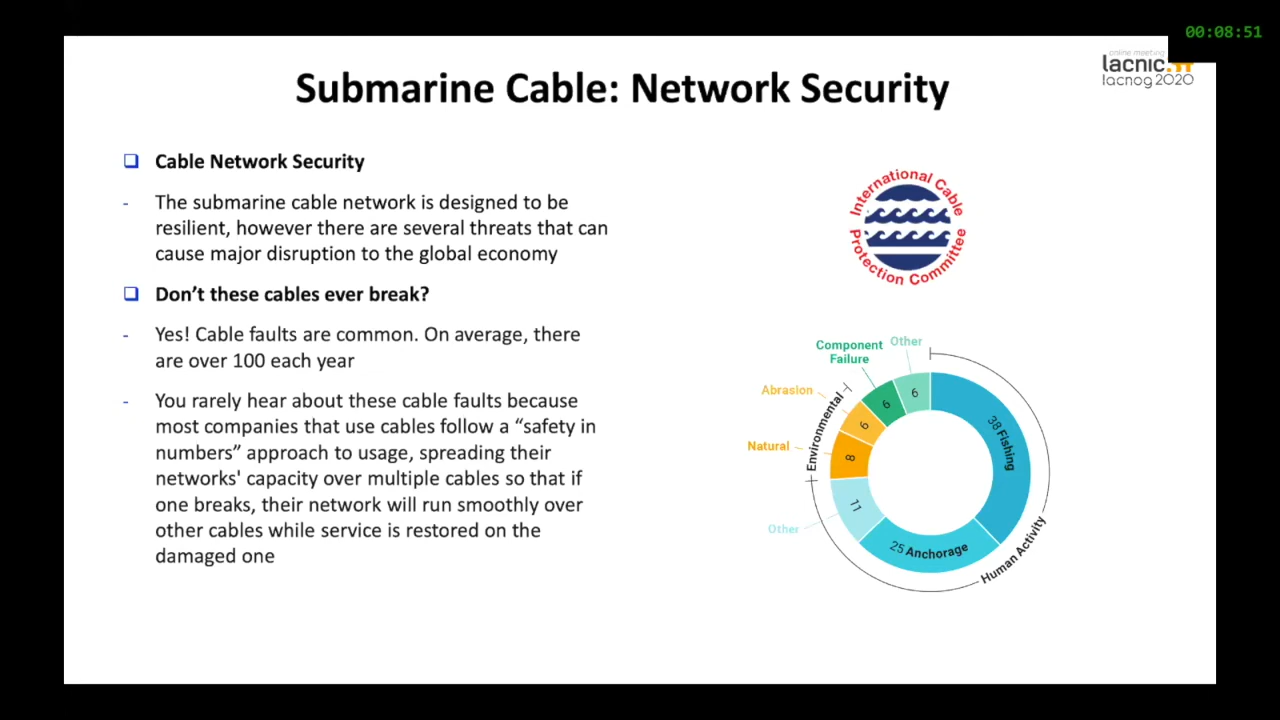 00:08:51
online meeting
lacnic
lacnog 2020
Submarine Cable: Network Security
Cable Network Security
- The submarine cable network is designed to be
resilient, however there are several threats that can
cause major disruption to the global economy
Don’t these cables ever break?
- Yes! Cable faults are common. On average, there
are over 100 each year
- You rarely hear about these cable faults because
most companies that use cables follow a “safety in
numbers” approach to usage, spreading their
networks' capacity over multiple cables so that if
one breaks, their network will run smoothly over
other cables while service is restored on the
damaged one
International Cable
Protection Committee
Component
Failure
Other
Abrasion
Natural
Other
Environmental
Human Activity
6
6
6
8
11
25 Anchorage
38 Fishing